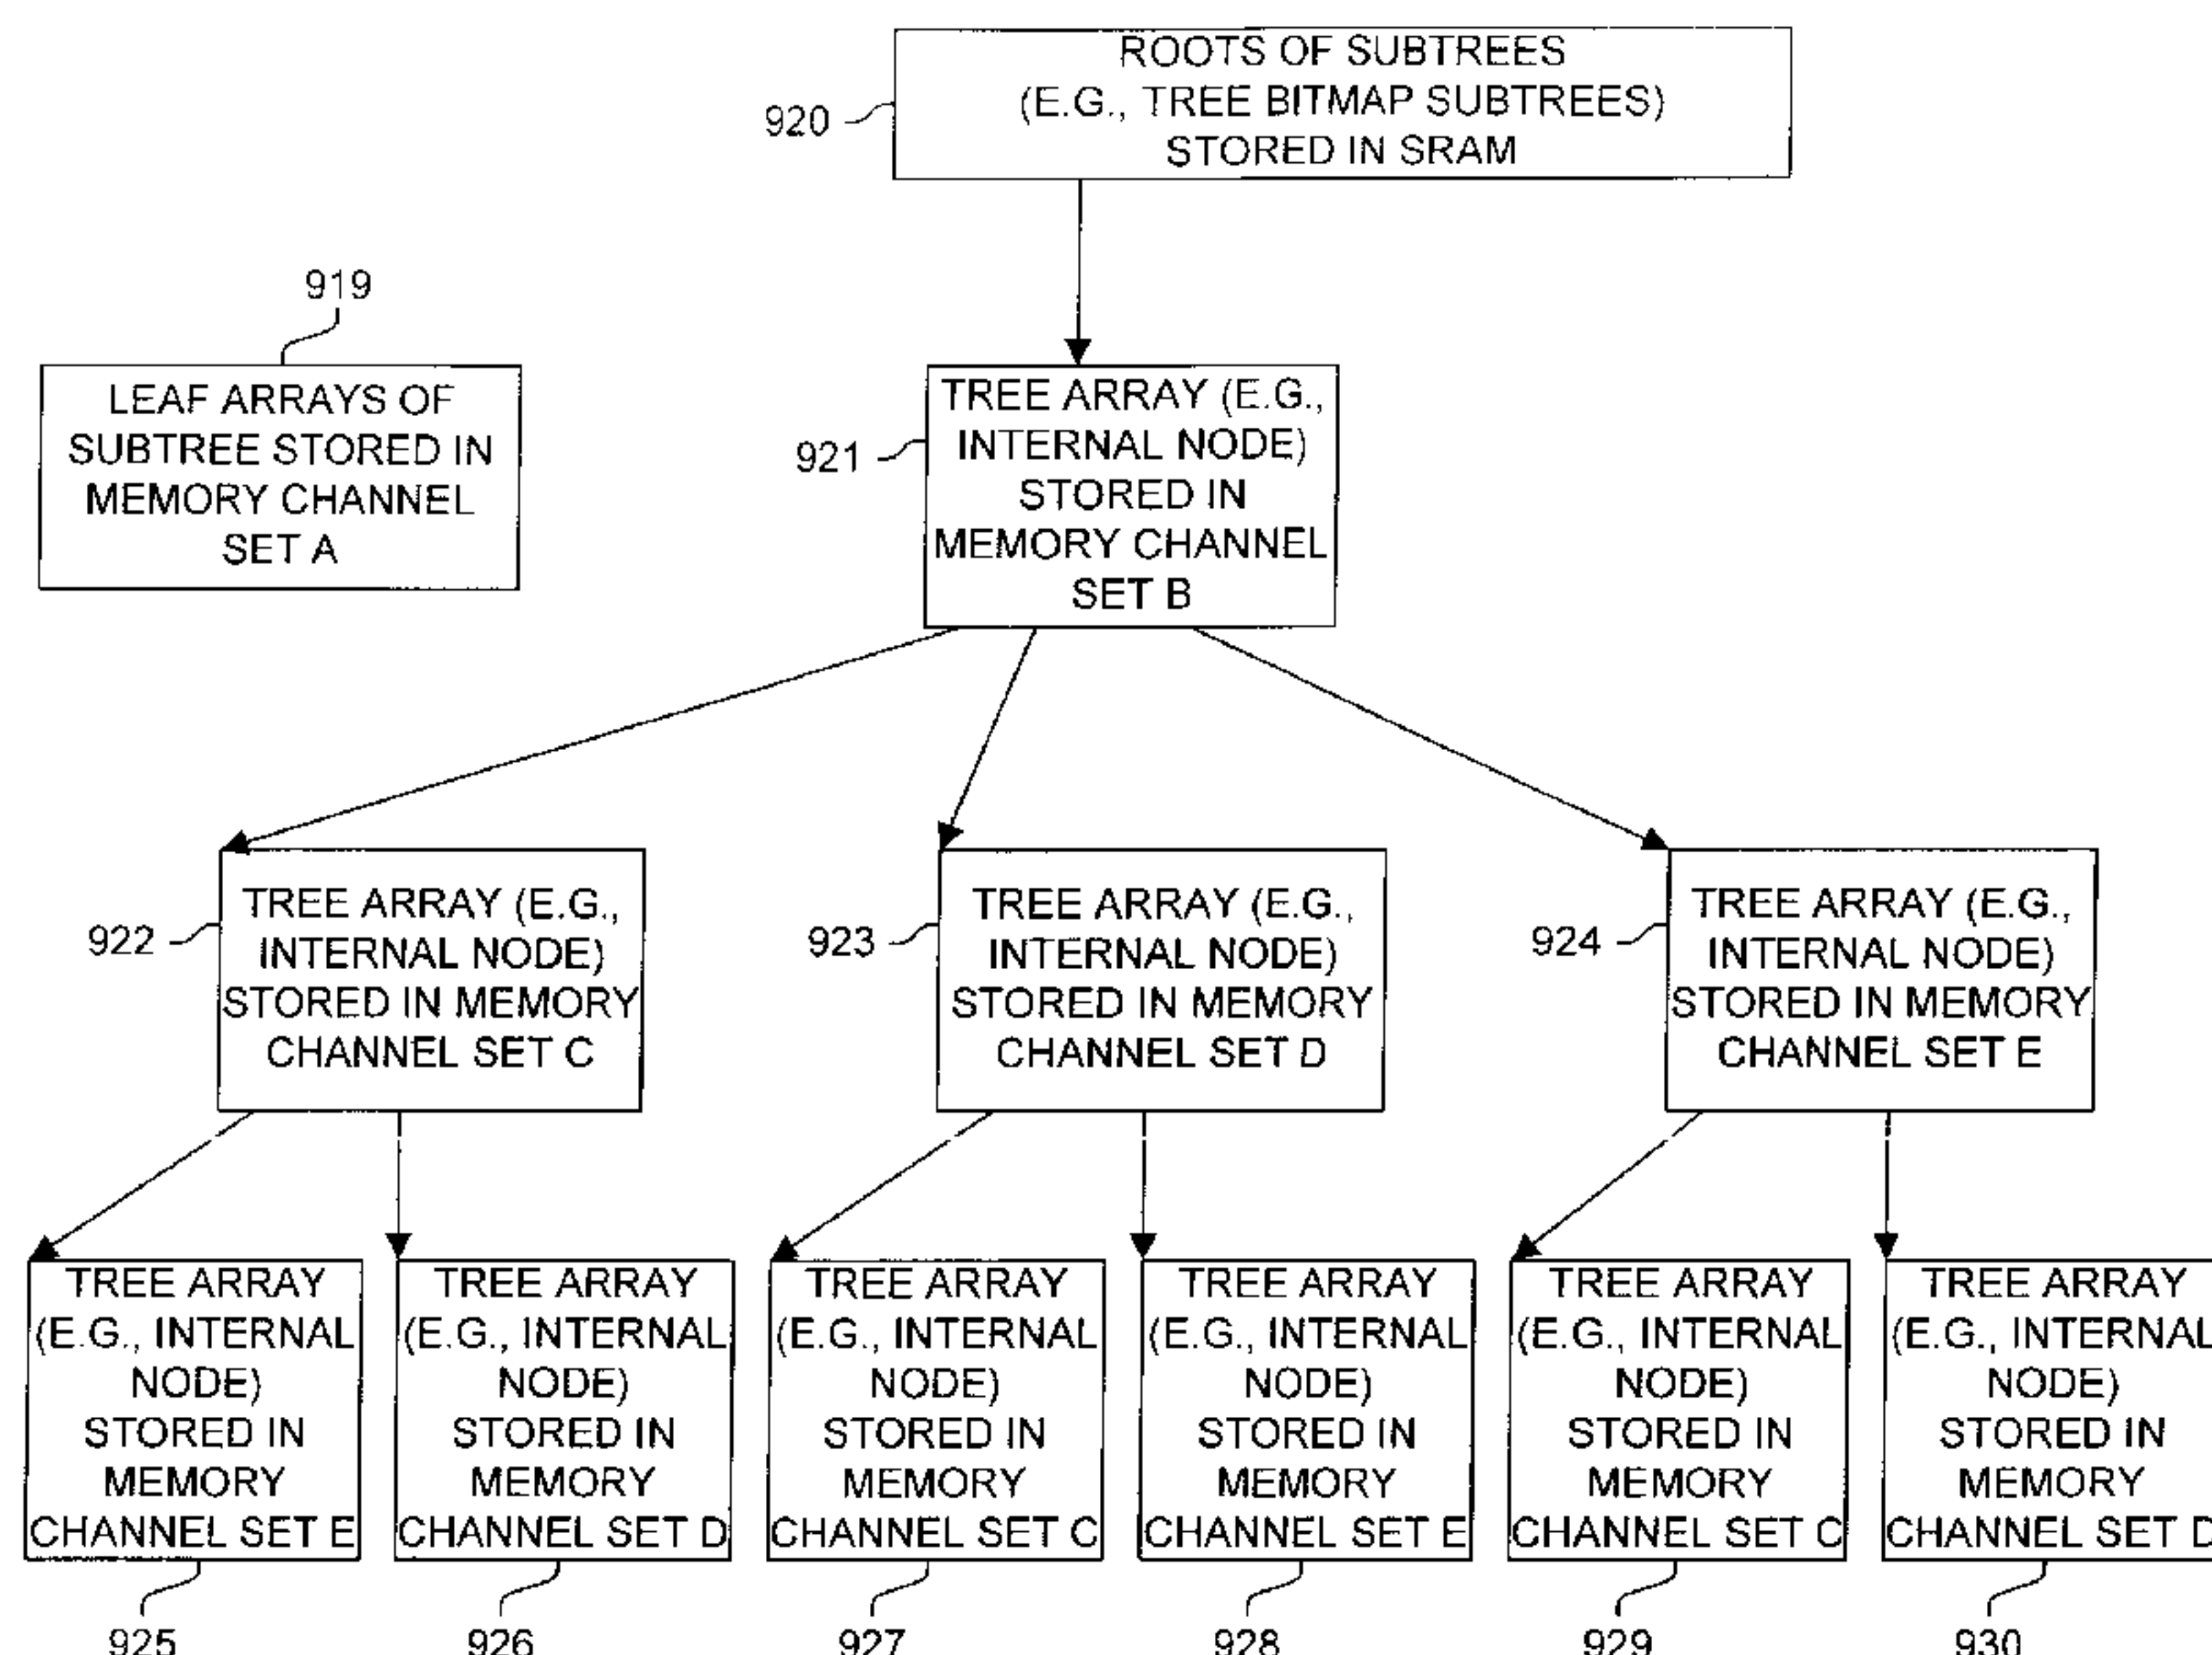 ROOTS OF SUBTREES
(E.G., TREE BITMAP SUBTREES)
STORED IN SRAM
920
919
LEAF ARRAYS OF
SUBTREE STORED IN
MEMORY CHANNEL
SET A
921
TREE ARRAY (E.G.,
INTERNAL NODE)
STORED IN
MEMORY CHANNEL
SET B
922
TREE ARRAY (E.G.,
INTERNAL NODE)
STORED IN MEMORY
CHANNEL SET C
923
TREE ARRAY (E.G.,
INTERNAL NODE)
STORED IN MEMORY
CHANNEL SET D
924
TREE ARRAY (E.G.,
INTERNAL NODE)
STORED IN MEMORY
CHANNEL SET E
TREE ARRAY
(E.G., INTERNAL
NODE)
STORED IN
MEMORY
CHANNEL SET E
925
TREE ARRAY
(E.G., INTERNAL
NODE)
STORED IN
MEMORY
CHANNEL SET D
926
TREE ARRAY
(E.G., INTERNAL
NODE)
STORED IN
MEMORY
CHANNEL SET C
927
TREE ARRAY
(E.G., INTERNAL
NODE)
STORED IN
MEMORY
CHANNEL SET E
928
TREE ARRAY
(E.G., INTERNAL
NODE)
STORED IN
MEMORY
CHANNEL SET C
929
TREE ARRAY
(E.G., INTERNAL
NODE)
STORED IN
MEMORY
CHANNEL SET D
930